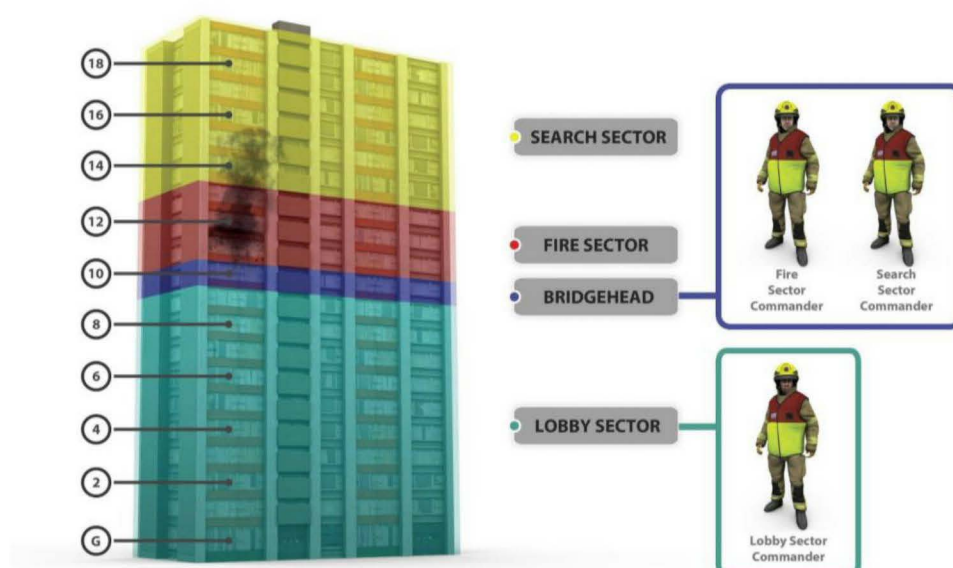 18
16
14
12
10
8
6
4
2
G
SEARCH SECTOR
FIRE SECTOR
BRIDGEHEAD
LOBBY SECTOR
Fire
Sector
Commander
Search
Sector
Commander
Lobby Sector
Commander